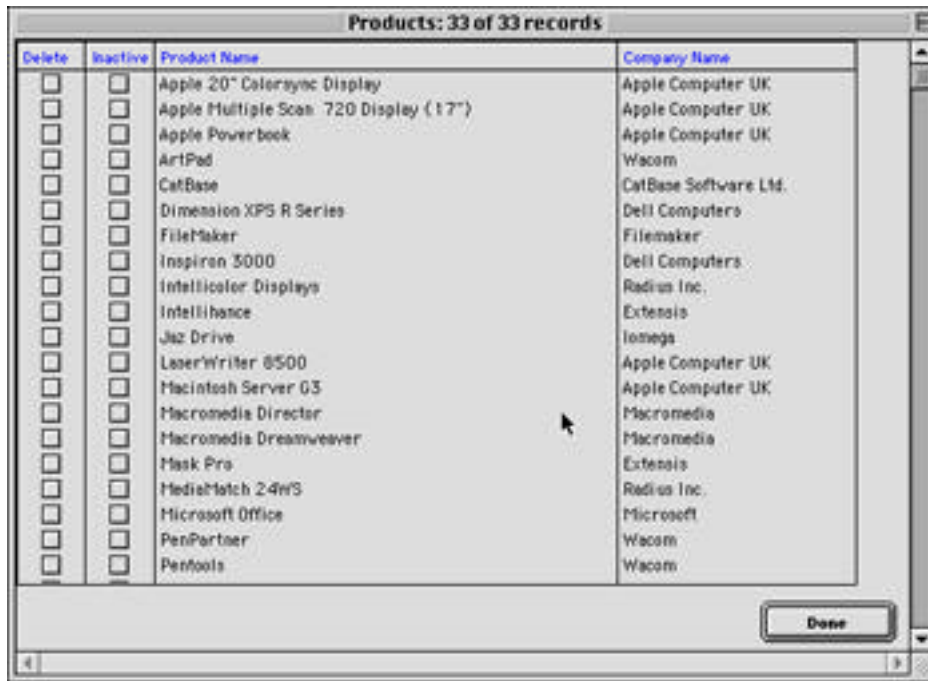 Products: 33 of 33 records
Delete Inactive Product Name Company Name
Apple 20" Colorsync Display Apple Computer UK
Apple Multiple Scan 720 Display (17") Apple Computer UK
Apple Powerbook Apple Computer UK
ArtPad Wacom
CatBase CatBase Software Ltd.
Dimension XPS R Series Dell Computers
FileMaker Filemaker
Inspiron 3000 Dell Computers
Intellicolor Displays Radius Inc.
Intellihance Extensis
Jaz Drive Iomega
LaserWriter 8500 Apple Computer UK
Macintosh Server G3 Apple Computer UK
Macromedia Director Macromedia
Macromedia Dreamweaver Macromedia
Mask Pro Extensis
MediaMatch 24WS Radius Inc.
Microsoft Office Microsoft
PenPartner Wacom
Pentools Wacom
Done